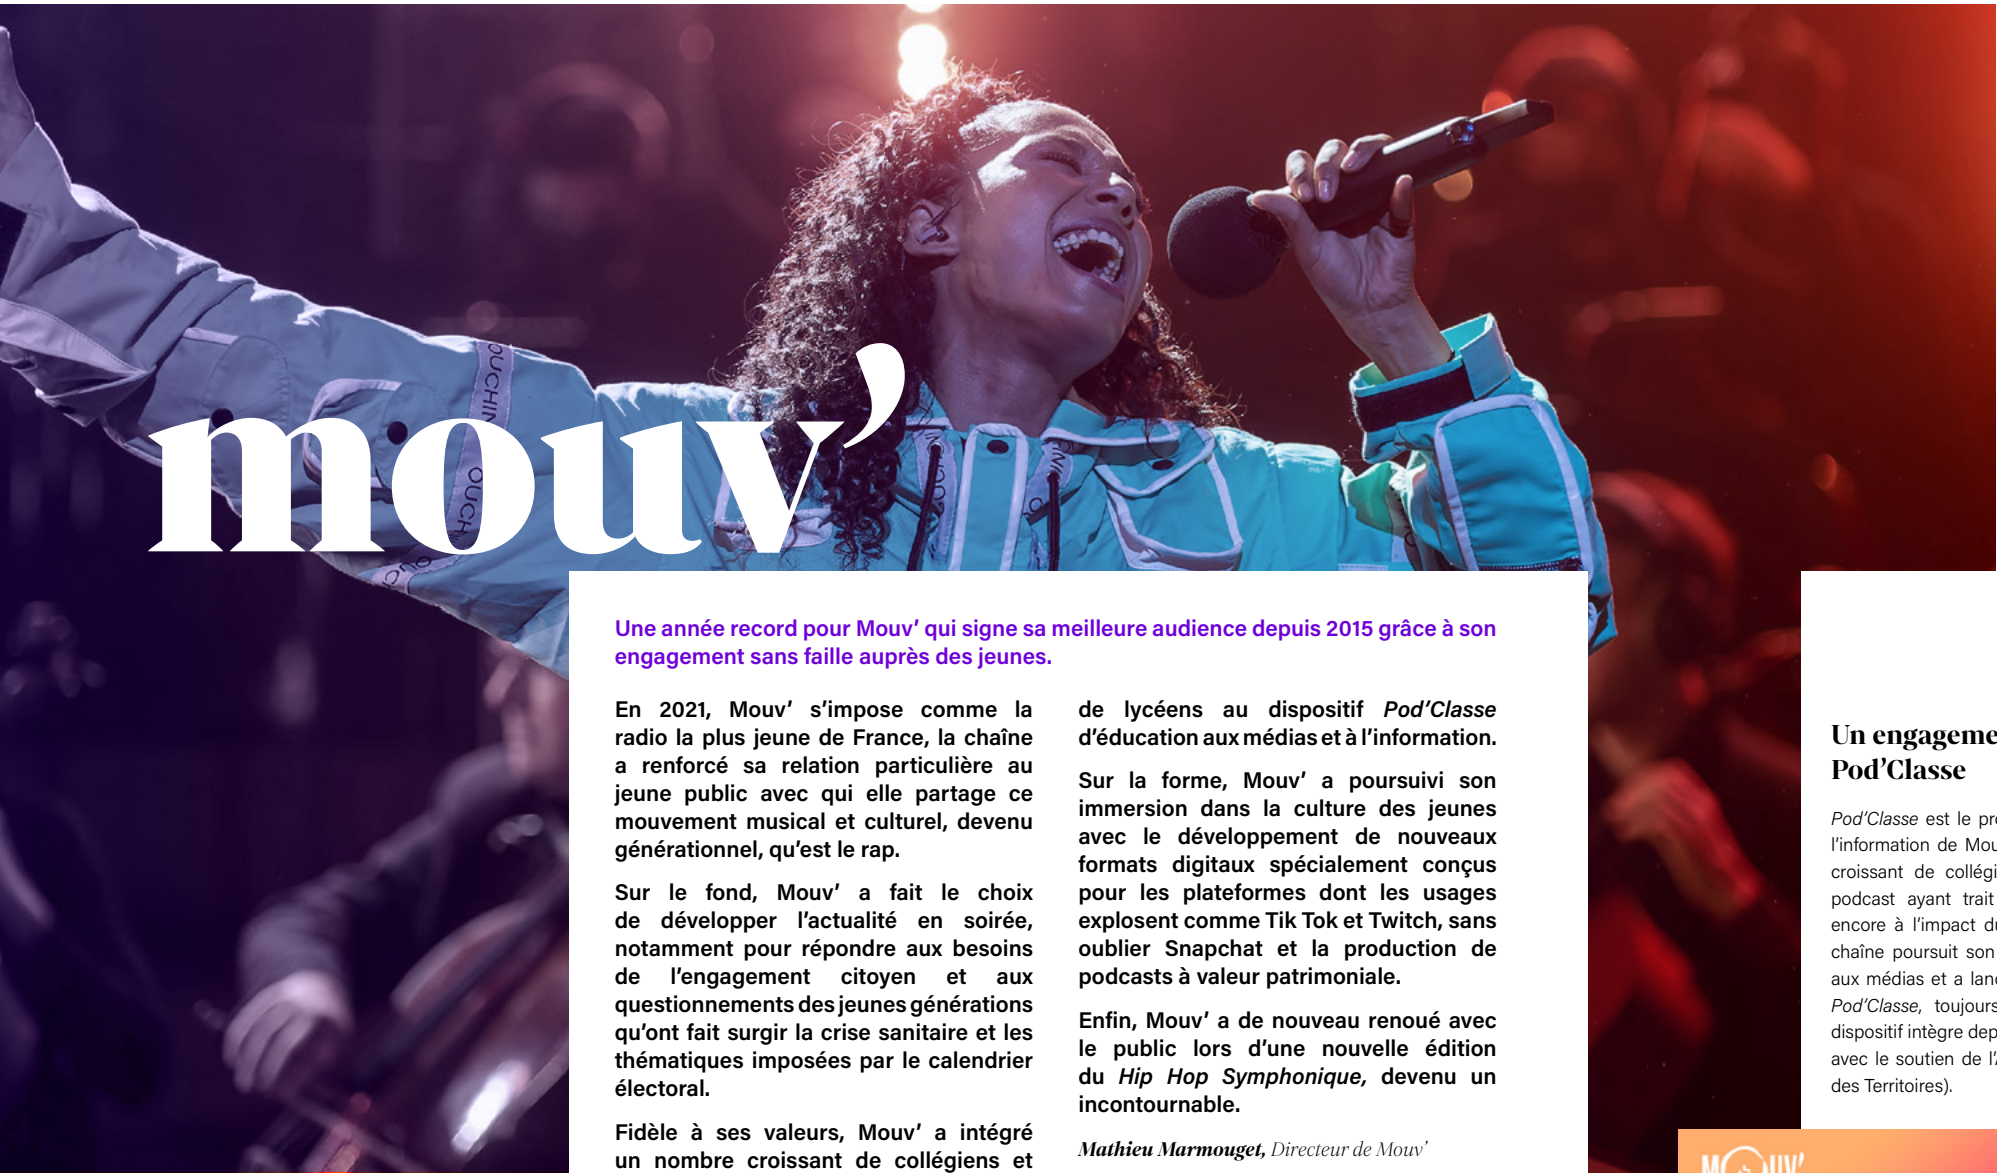 mouv’
Une année record pour Mouv’ qui signe sa meilleure audience depuis 2015 grâce à son
engagement sans faille auprès des jeunes.
En 2021, Mouv’ s’impose comme la
radio la plus jeune de France, la chaîne
a renforcé sa relation particulière au
jeune public avec qui elle partage ce
mouvement musical et culturel, devenu
générationnel, qu’est le rap.
Sur le fond, Mouv’ a fait le choix
de développer l’actualité en soirée,
notamment pour répondre aux besoins
de l’engagement citoyen et aux
questionnements des jeunes générations
qu’ont fait surgir la crise sanitaire et les
thématiques imposées par le calendrier
électoral.
Fidèle à ses valeurs, Mouv’ a intégré
un nombre croissant de collégiens et
de lycéens au dispositif Pod’Classe
d’éducation aux médias et à l’information.
Sur la forme, Mouv’ a poursuivi son
immersion dans la culture des jeunes
avec le développement de nouveaux
formats digitaux spécialement conçus
pour les plateformes dont les usages
explosent comme Tik Tok et Twitch, sans
oublier Snapchat et la production de
podcasts à valeur patrimoniale.
Enfin, Mouv’ a de nouveau renoué avec
le public lors d’une nouvelle édition
du Hip Hop Symphonique, devenu un
incontournable.
Mathieu Marmouget, Directeur de Mouv’
Un engageme
Pod’Classe
Pod’Classe est le pr
l’information de Mou
croissant de collégi
podcast ayant trait
encore à l’impact du
chaîne poursuit son
aux médias et a lan
Pod’Classe, toujours
dispositif intègre dep
avec le soutien de l’
des Territoires).
MOUV’